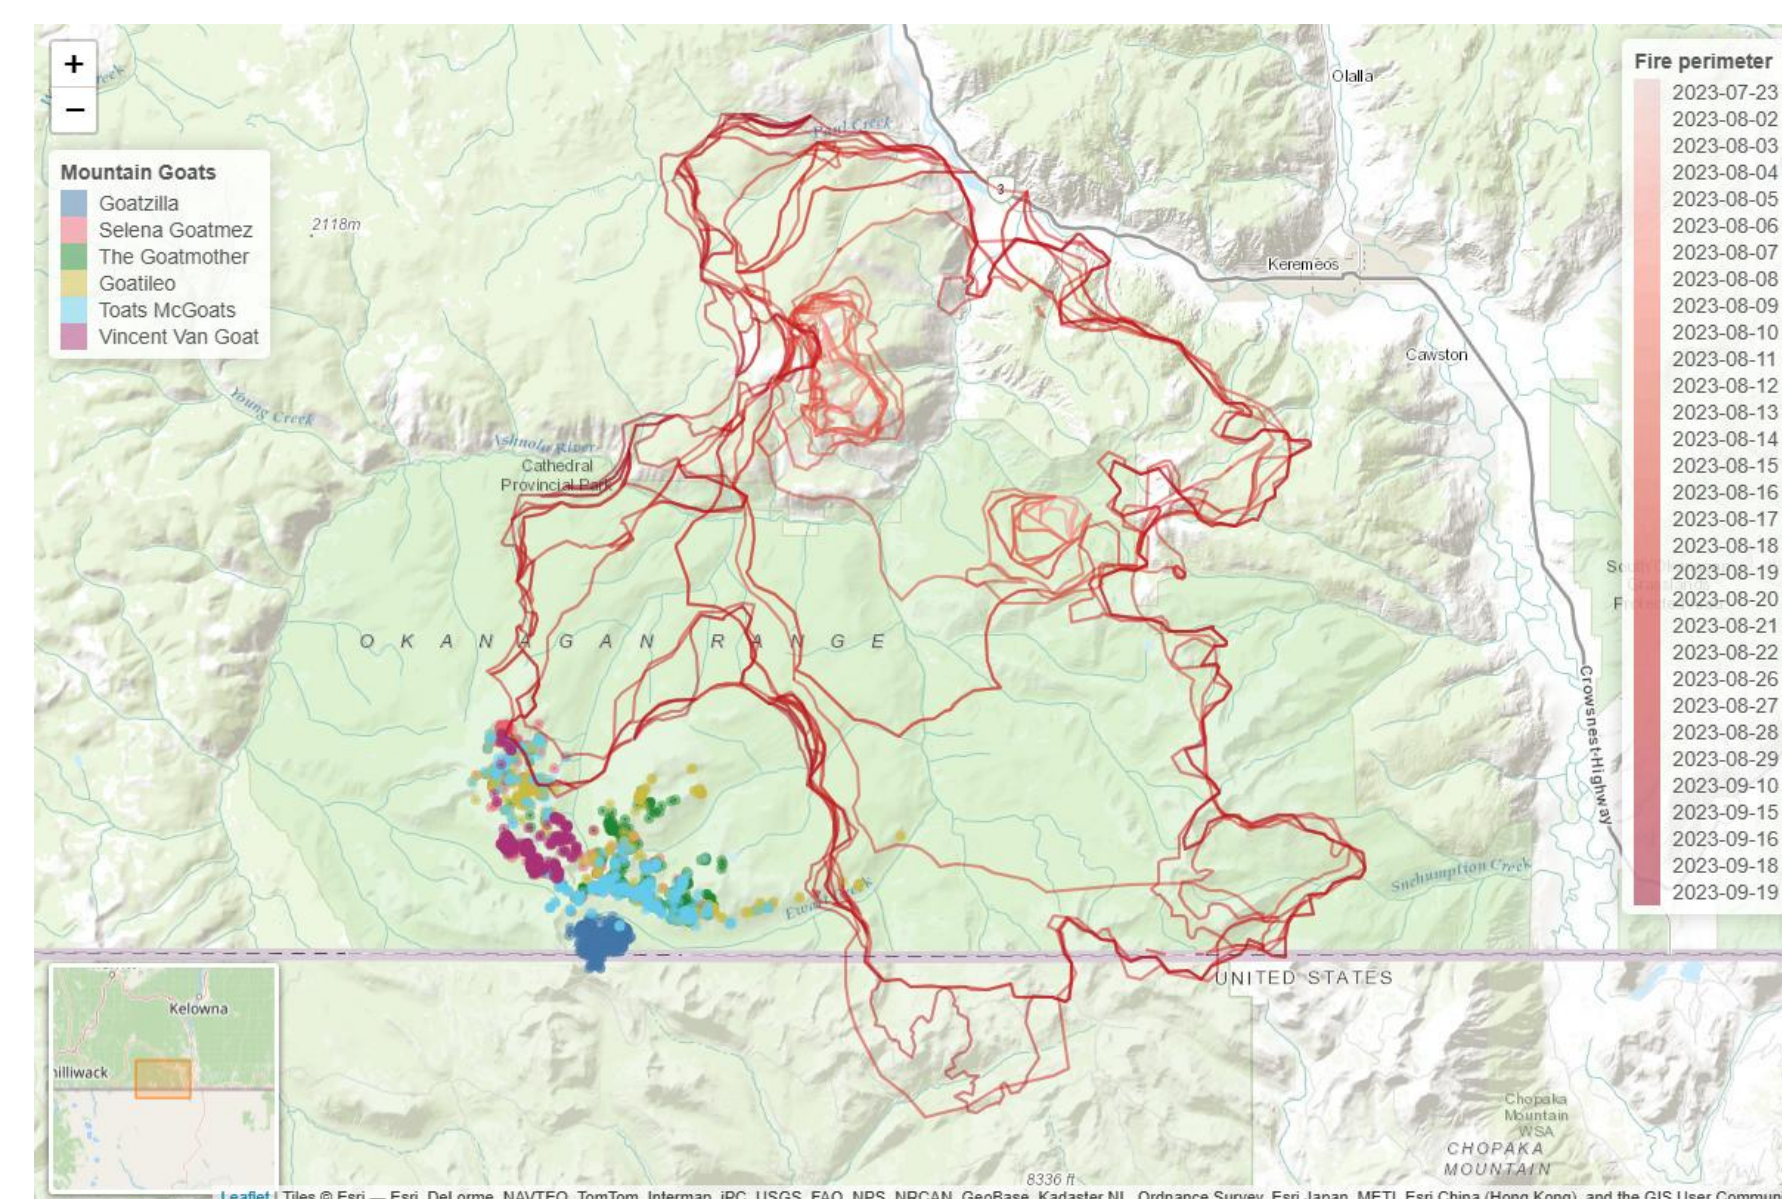 +
−
Mountain Goats
Goatzilla
Selena Goatmez
The Goatmother
Goatileo
Toats McGoats
Vincent Van Goat
2118m
Paul Creek
3
Olalla
Keremeos
Cawston
Young Creek
Ashnola River
Cathedral
Provincial Park
OKANAGAN RANGE
Crowsnest Highway
Snehumption Creek
Ewart Creek
UNITED STATES
Chopaka
Mountain
WSA
CHOPAKA
MOUNTAIN
8336 ft
Kelowna
hilliwack
Fire perimeter
2023-07-23
2023-08-02
2023-08-03
2023-08-04
2023-08-05
2023-08-06
2023-08-07
2023-08-08
2023-08-09
2023-08-10
2023-08-11
2023-08-12
2023-08-13
2023-08-14
2023-08-15
2023-08-16
2023-08-17
2023-08-18
2023-08-19
2023-08-20
2023-08-21
2023-08-22
2023-08-26
2023-08-27
2023-08-28
2023-08-29
2023-09-10
2023-09-15
2023-09-16
2023-09-18
2023-09-19
Leaflet | Tiles © Esri — Esri, DeLorme, NAVTEQ, TomTom, Intermap, iPC, USGS, FAO, NPS, NRCAN, GeoBase, Kadaster NL, Ordnance Survey, Esri Japan, METI, Esri China (Hong Kong), and the GIS User Commun